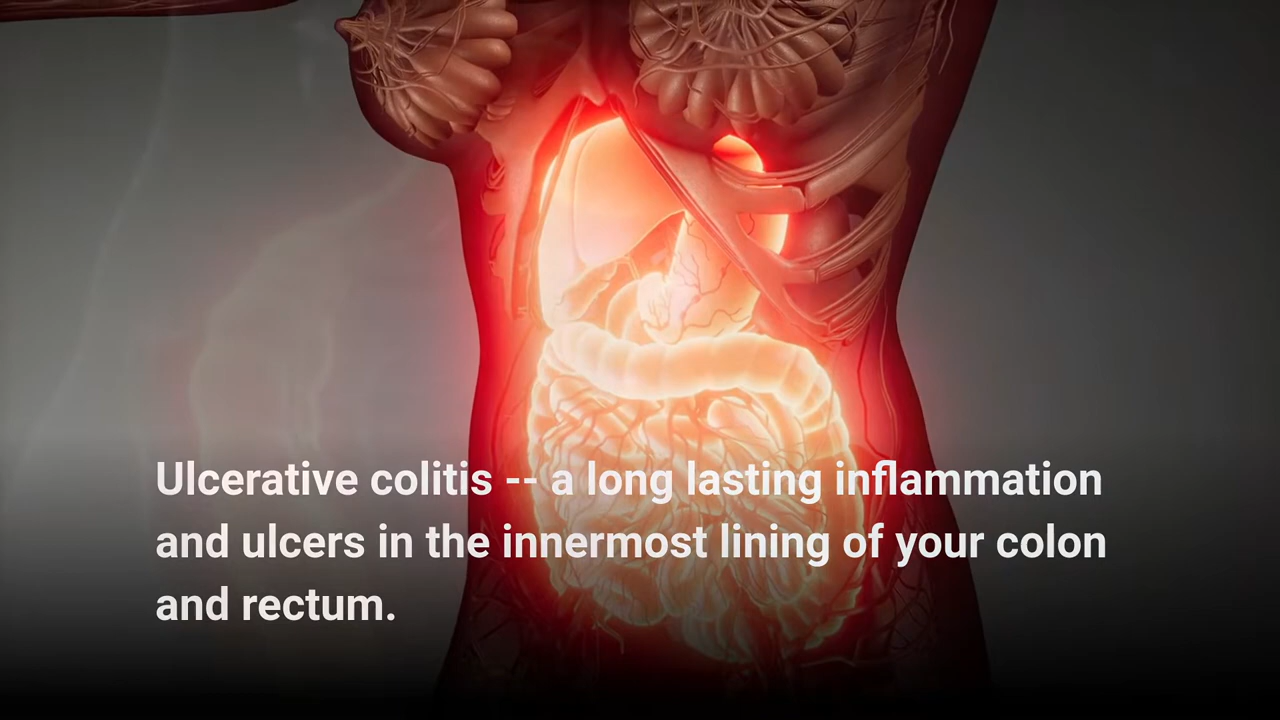 Ulcerative colitis -- a long lasting inflammation
and ulcers in the innermost lining of your colon
and rectum.